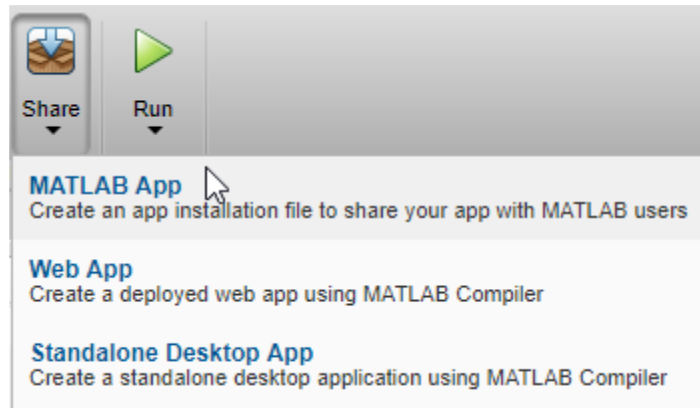 Share
Run
MATLAB App
Create an app installation file to share your app with MATLAB users
Web App
Create a deployed web app using MATLAB Compiler
Standalone Desktop App
Create a standalone desktop application using MATLAB Compiler